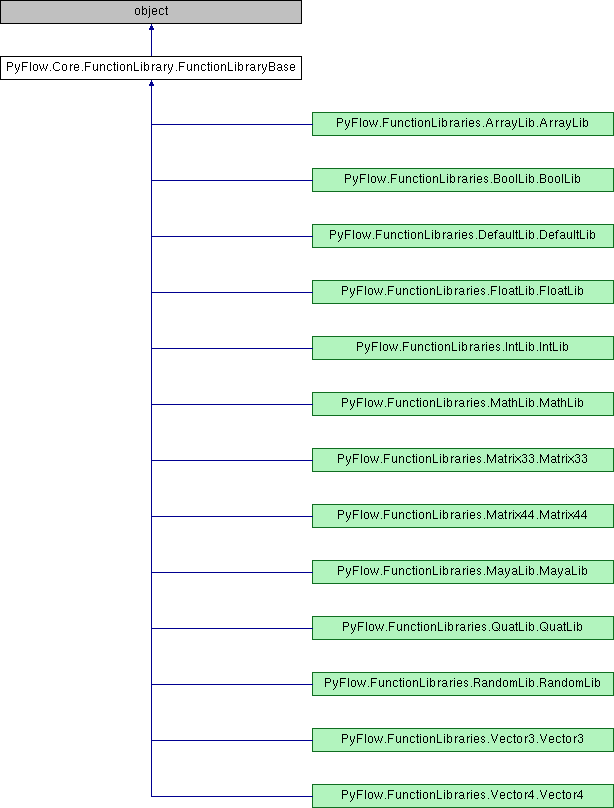 object
PyFlow.Core.FunctionLibrary.FunctionLibraryBase
PyFlow.FunctionLibraries.ArrayLib.ArrayLib
PyFlow.FunctionLibraries.BoolLib.BoolLib
PyFlow.FunctionLibraries.DefaultLib.DefaultLib
PyFlow.FunctionLibraries.FloatLib.FloatLib
PyFlow.FunctionLibraries.IntLib.IntLib
PyFlow.FunctionLibraries.MathLib.MathLib
PyFlow.FunctionLibraries.Matrix33.Matrix33
PyFlow.FunctionLibraries.Matrix44.Matrix44
PyFlow.FunctionLibraries.MayaLib.MayaLib
PyFlow.FunctionLibraries.QuatLib.QuatLib
PyFlow.FunctionLibraries.RandomLib.RandomLib
PyFlow.FunctionLibraries.Vector3.Vector3
PyFlow.FunctionLibraries.Vector4.Vector4